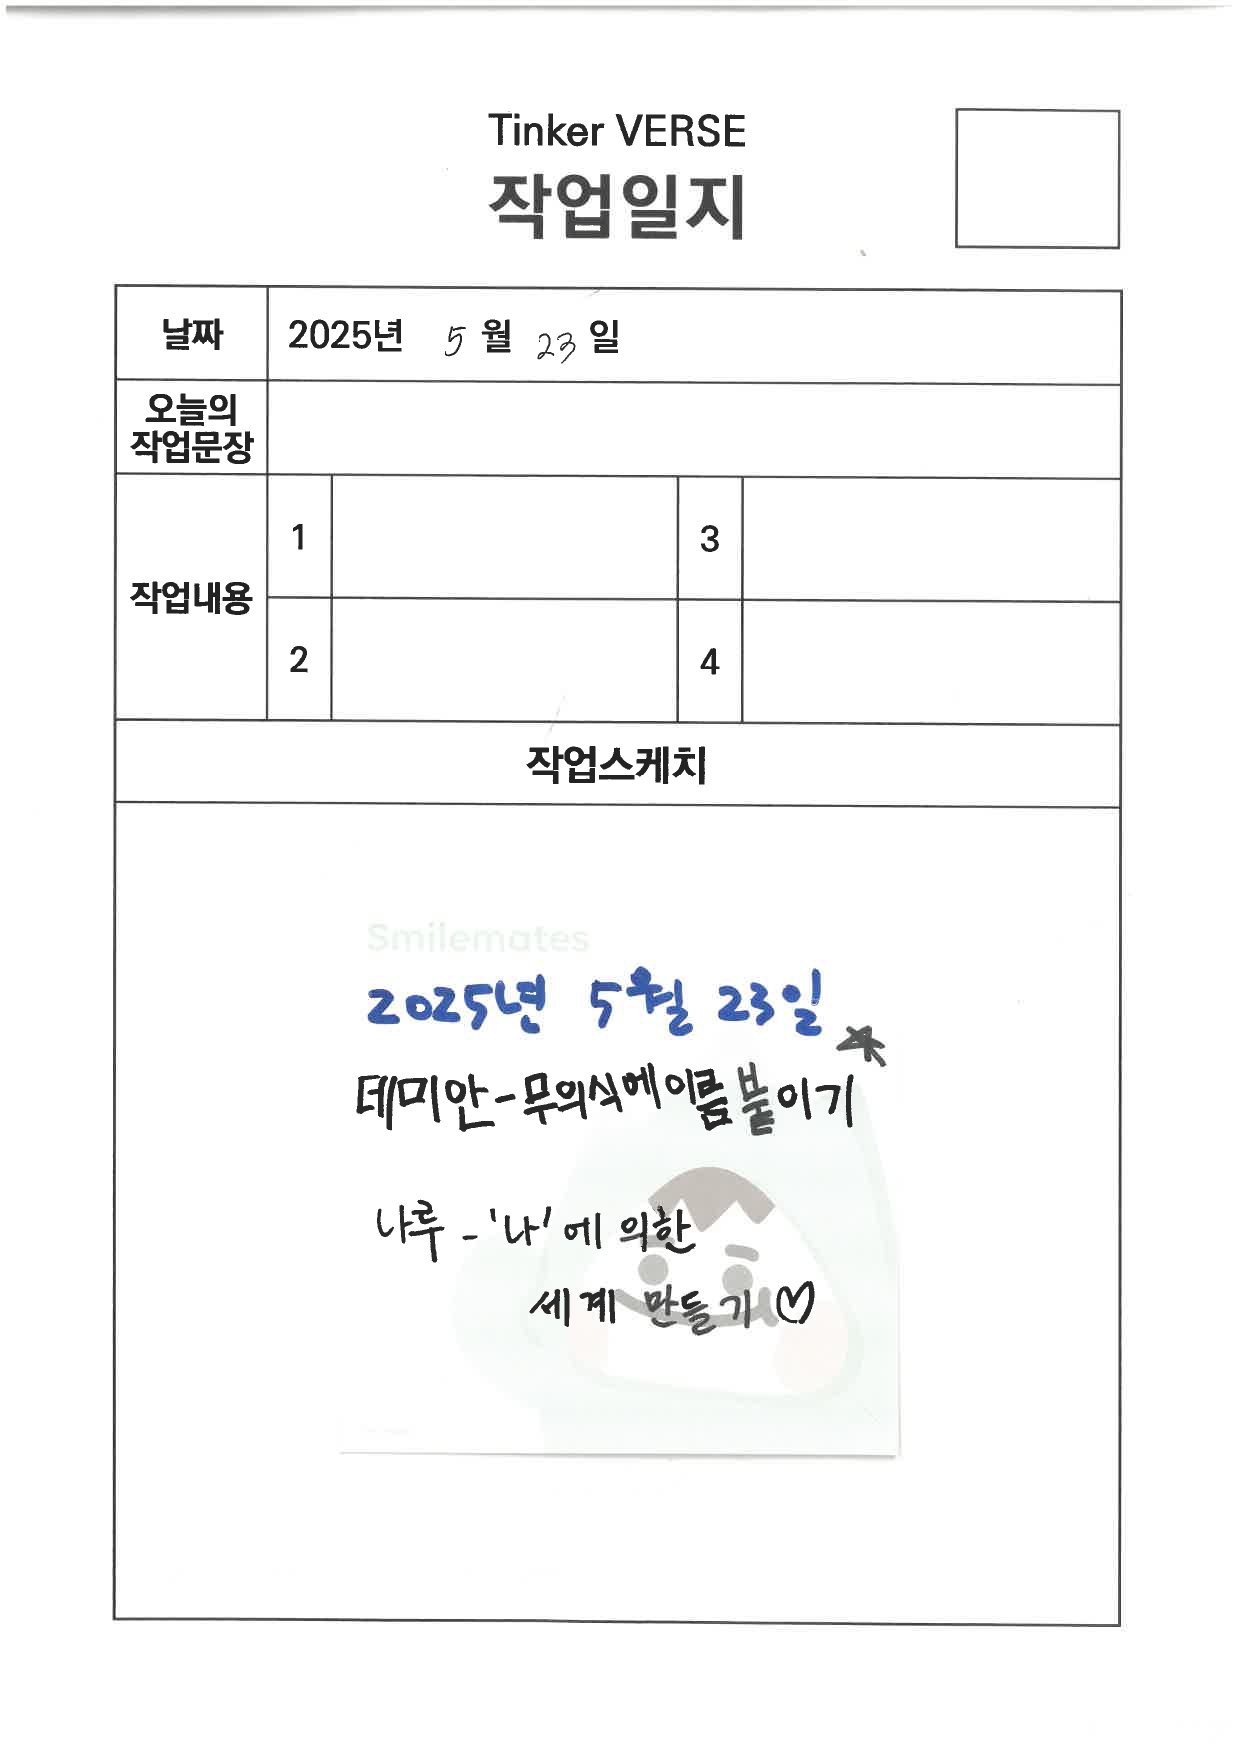 Tinker VERSE
작업일지
날짜 2025년 5월 23일
오늘의
작업문장
작업내용
1
3
2
4
작업스케치
Smilemates
2025년 5월 23일
데미안-무의식에 이름 붙이기
나루-'나'에 의한
세계 만들기♡